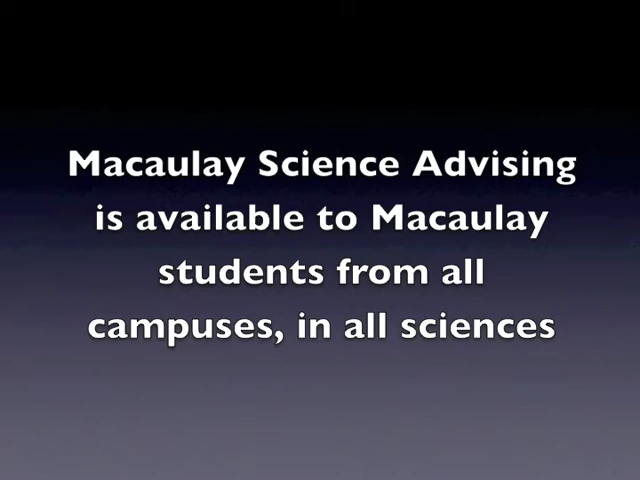 Macaulay Science Advising
is available to Macaulay
students from all
campuses, in all sciences